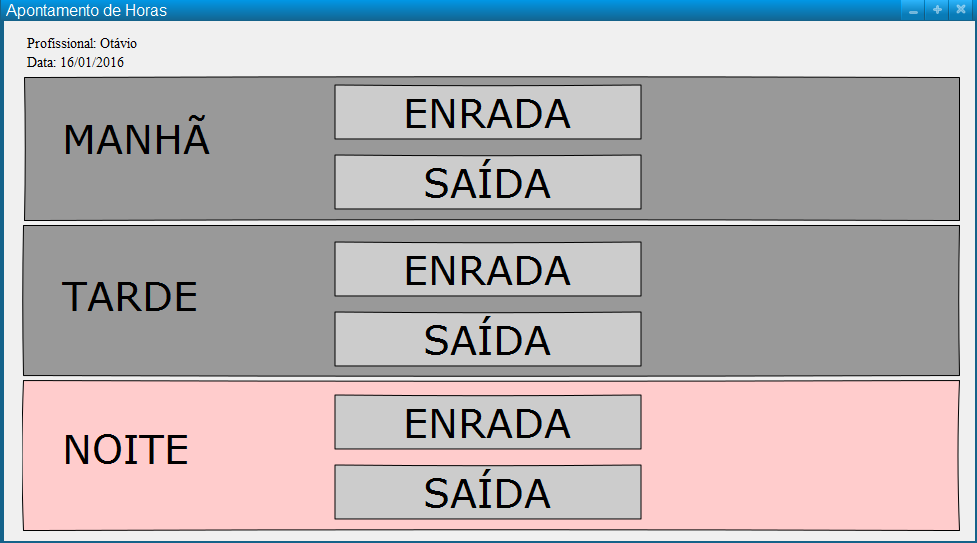 Apontamento de Horas
Profissional: Otávio
Data: 16/01/2016
MANHÃ
ENRADA
SAÍDA
TARDE
ENRADA
SAÍDA
NOITE
ENRADA
SAÍDA